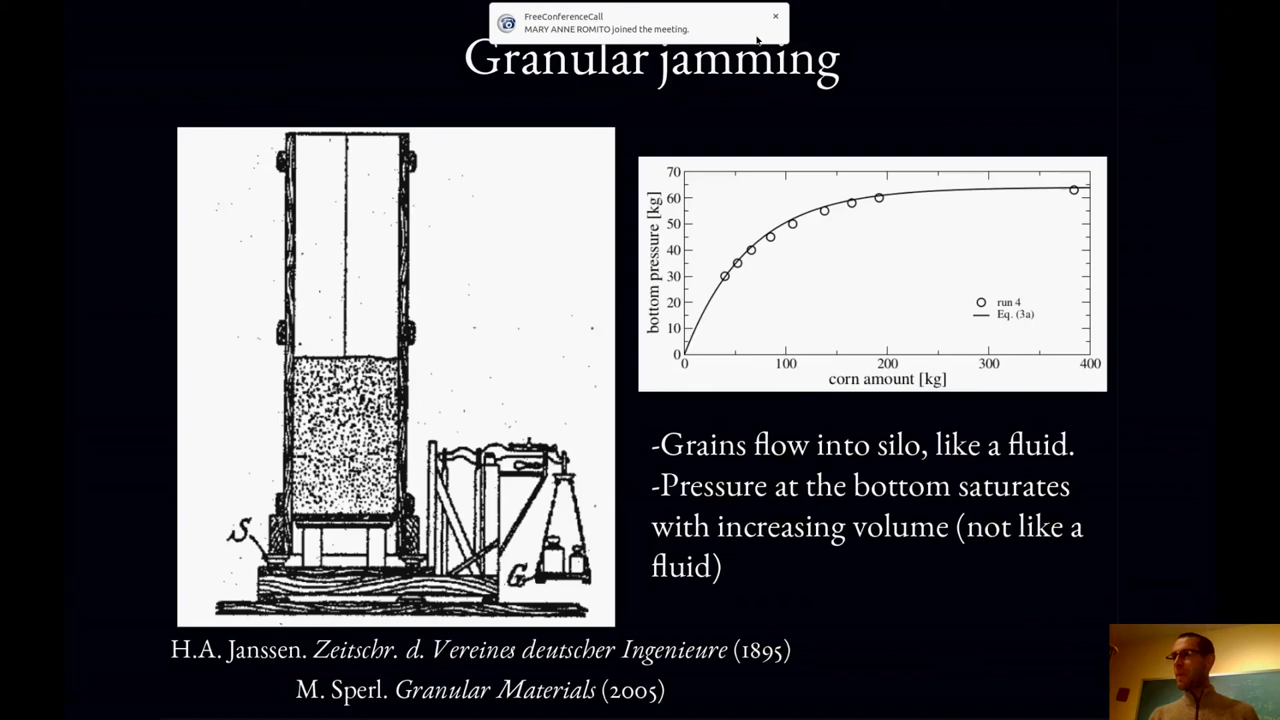 FreeConferenceCall
MARY ANNE ROMITO joined the meeting.
Granular jamming
S
G
70
60
50
40
30
20
10
0
bottom pressure [kg]
run 4
Eq. (3a)
0 100 200 300 400
corn amount [kg]
-Grains flow into silo, like a fluid.
-Pressure at the bottom saturates
with increasing volume (not like a
fluid)
H.A. Janssen. Zeitschr. d. Vereines deutscher Ingenieure (1895)
M. Sperl. Granular Materials (2005)